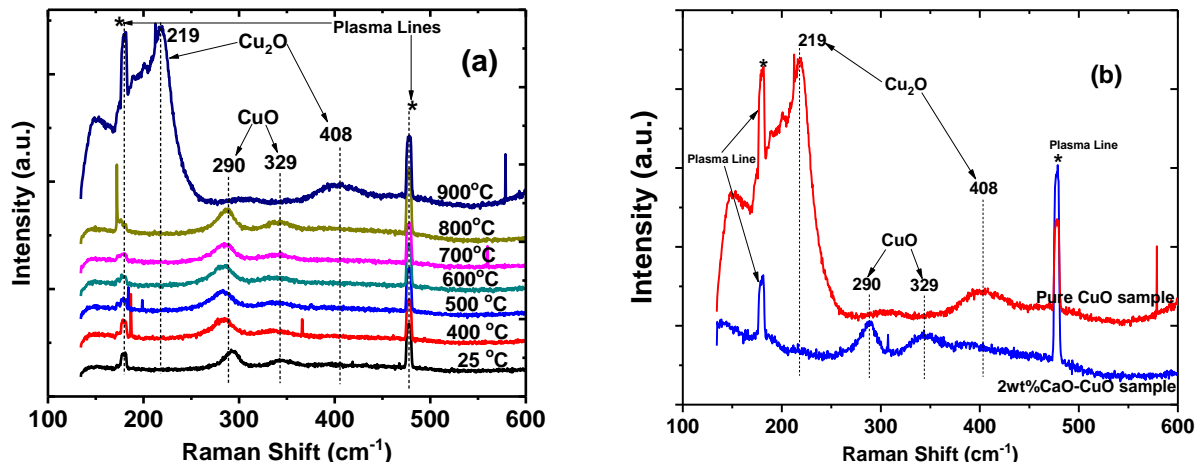 *
219
Plasma Lines
Cu2O
(a)
*
CuO
408
290
329
900°C
800°C
700°C
600°C
500 °C
400 °C
25 °C
Intensity (a.u.)
100
200
300
400
500
600
Raman Shift (cm-1)
219
(b)
*
Cu2O
Plasma Line
*
Plasma Line
408
CuO
290
329
Pure CuO sample
2wt%CaO-CuO sample
Intensity (a.u.)
100
200
300
400
500
600
Raman Shift (cm-1)